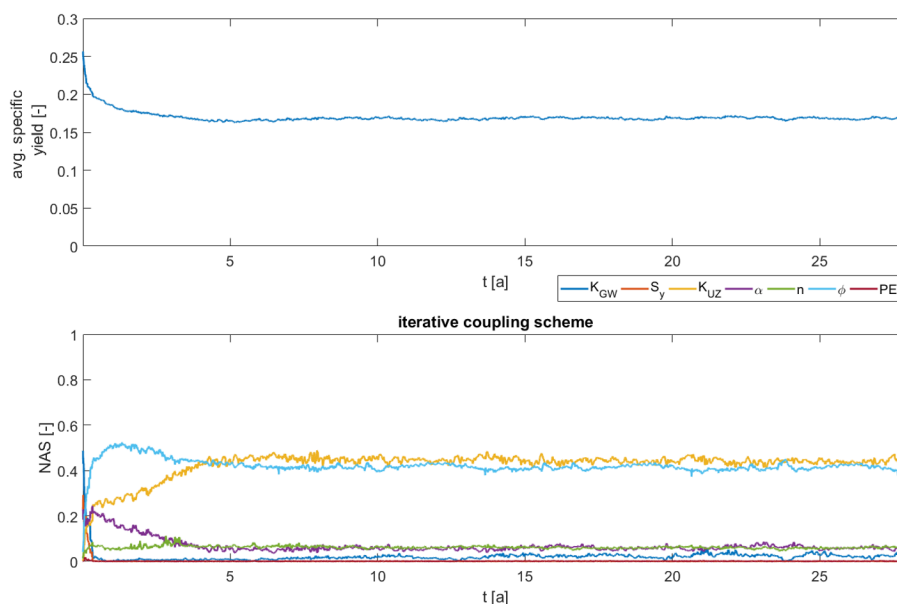 0.3
0.25
0.2
0.15
0.1
0.05
0
avg. specific
yield [-]
5 10 15 20 25
t [a]
K_GW S_y K_UZ α n ϕ PE
iterative coupling scheme
1
0.8
0.6
0.4
0.2
0
NAS [-]
5 10 15 20 25
t [a]